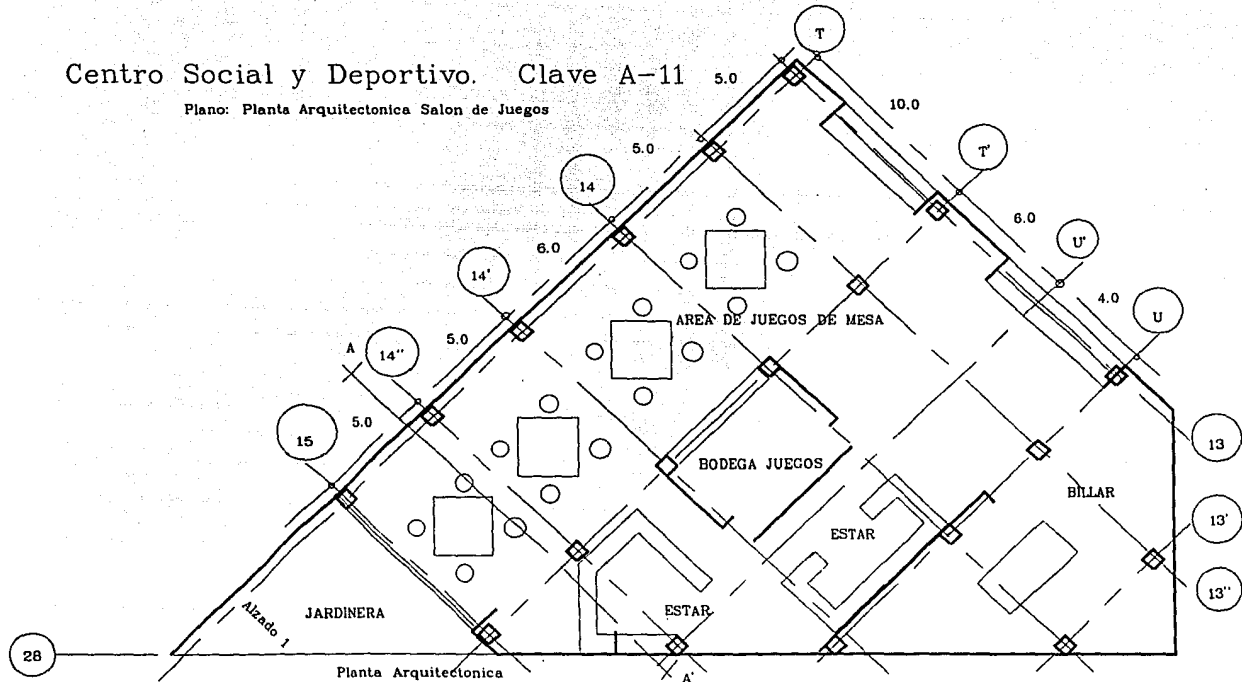 Centro Social y Deportivo. Clave A-11
Plano: Planta Arquitectonica Salon de Juegos
T
5.0
10.0
5.0
T'
14
6.0
6.0
U'
14'
4.0
U
AREA DE JUEGOS DE MESA
A
14"
5.0
5.0
15
13
BODEGA JUEGOS
BILLAR
13'
ESTAR
13"
JARDINERA
Alzado 1
ESTAR
28
Planta Arquitectonica
A'